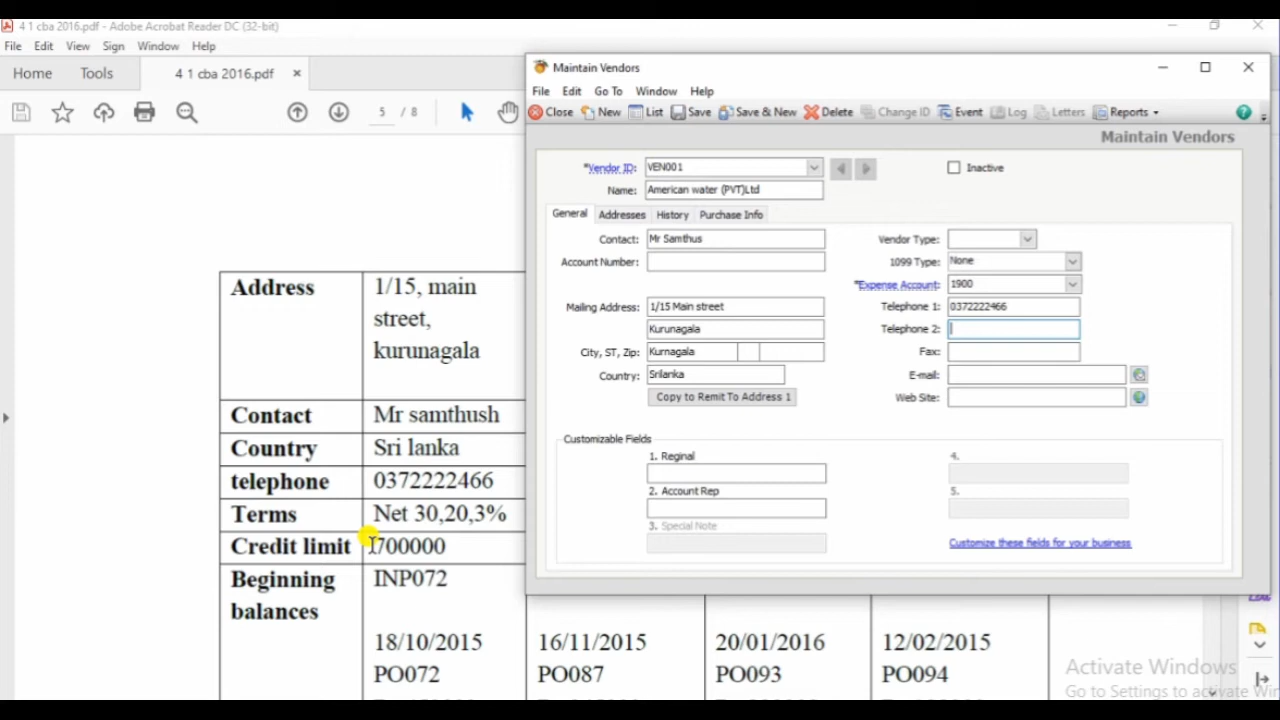 4 1 cba 2016.pdf - Adobe Acrobat Reader DC (32-bit)
File Edit View Sign Window Help
Home Tools 4 1 cba 2016.pdf ×
5 / 8
Address 1/15, main
street,
kurunagala
Contact Mr samthush
Country Sri lanka
telephone 0372222466
Terms Net 30,20,3%
Credit limit 700000
Beginning INP072
balances
18/10/2015 16/11/2015 20/01/2016 12/02/2016
PO072 PO087 PO093 PO094
Maintain Vendors
File Edit Go To Window Help
Close New List Save Save & New Delete Change ID Event Log Letters Reports
Maintain Vendors
*Vendor ID: VEN001 Inactive
Name: American water (PVT)Ltd
General Addresses History Purchase Info
Contact: Mr Samthus Vendor Type:
Account Number: 1099 Type: None
*Expense Account: 1900
Mailing Address: 1/15 Main street Telephone 1: 0372222466
Kurunagala Telephone 2:
City, ST, Zip: Kurnagala Fax:
Country: Srilanka E-mail:
Copy to Remit To Address 1 Web Site:
Customizable Fields
1. Reginal 4.
2. Account Rep 5.
3. Special Note
Customize these fields for your business
Activate Windows
Go to Settings to activate Win